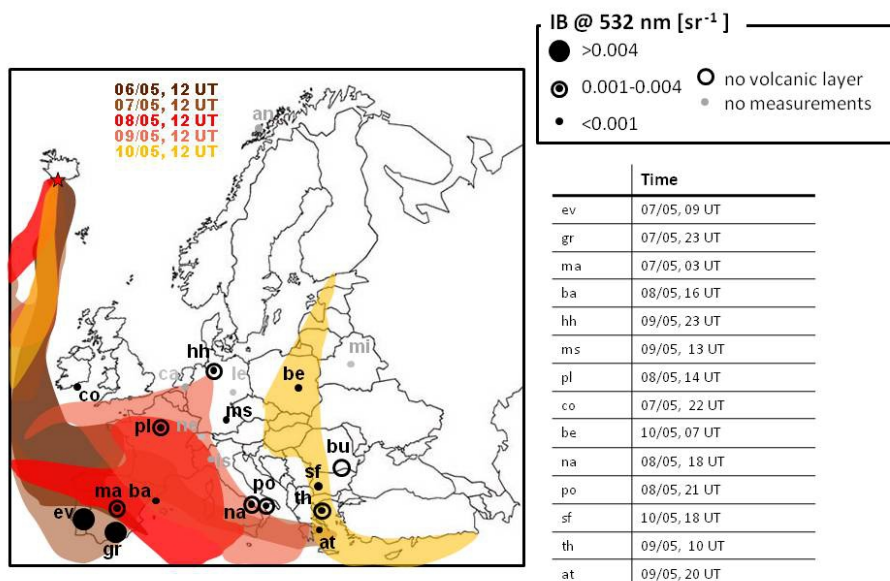 IB @ 532 nm [sr⁻¹ ]
>0.004
0.001-0.004
no volcanic layer
no measurements
<0.001
06/05, 12 UT
07/05, 12 UT
08/05, 12 UT
09/05, 12 UT
10/05, 12 UT
an
hh
mi
ca
le
be
co
ms
pl
ne
is
bu
sf
ma ba
po
th
ev
na
gr
at
Time
ev 07/05, 09 UT
gr 07/05, 23 UT
ma 07/05, 03 UT
ba 08/05, 16 UT
hh 09/05, 23 UT
ms 09/05, 13 UT
pl 08/05, 14 UT
co 07/05, 22 UT
be 10/05, 07 UT
na 08/05, 18 UT
po 08/05, 21 UT
sf 10/05, 18 UT
th 09/05, 10 UT
at 09/05, 20 UT